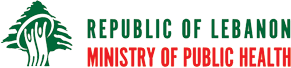 REPUBLIC OF LEBANON
MINISTRY OF PUBLIC HEALTH